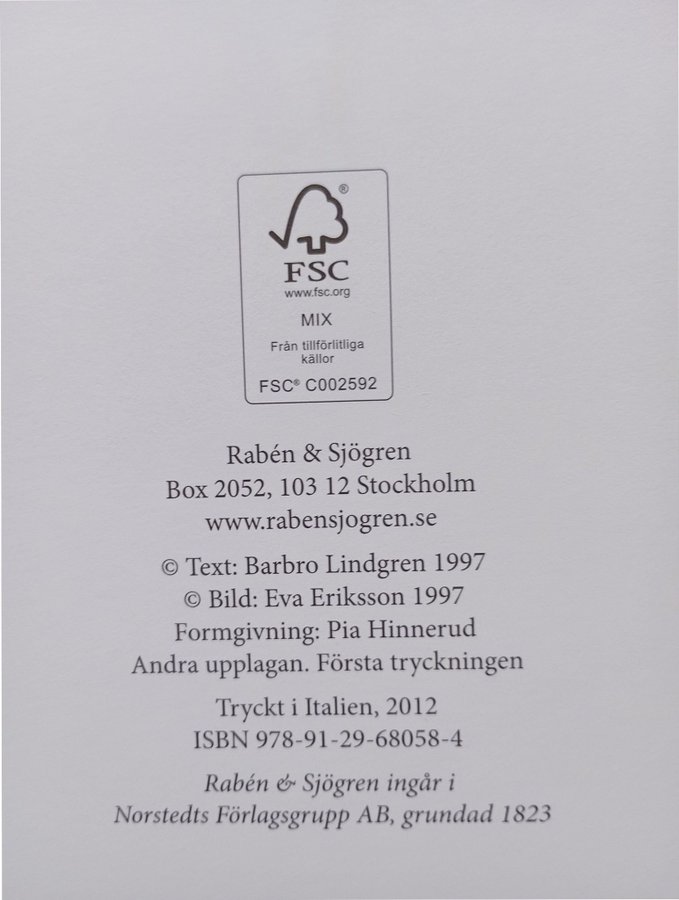 ®
FSC
www.fsc.org
MIX
Från tillförlitliga
källor
FSC® C002592
Rabén & Sjögren
Box 2052, 103 12 Stockholm
www.rabensjogren.se
© Text: Barbro Lindgren 1997
© Bild: Eva Eriksson 1997
Formgivning: Pia Hinnerud
Andra upplagan. Första tryckningen
Tryckt i Italien, 2012
ISBN 978-91-29-68058-4
Rabén & Sjögren ingår i
Norstedts Förlagsgrupp AB, grundad 1823